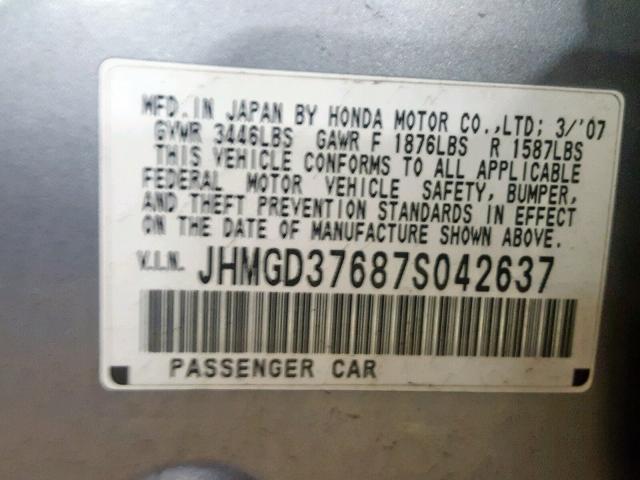 MFD.IN JAPAN BY HONDA MOTOR CO.,LTD; 3/'07
GVWR 3446LBS GAWR F 1876LBS R 1587LBS
THIS VEHICLE CONFORMS TO ALL APPLICABLE
FEDERAL MOTOR VEHICLE SAFETY, BUMPER,
AND THEFT PREVENTION STANDARDS IN EFFECT
ON THE DATE OF MANUFACTURE SHOWN ABOVE.
V.I.N. JHMGD37687S042637
PASSENGER CAR